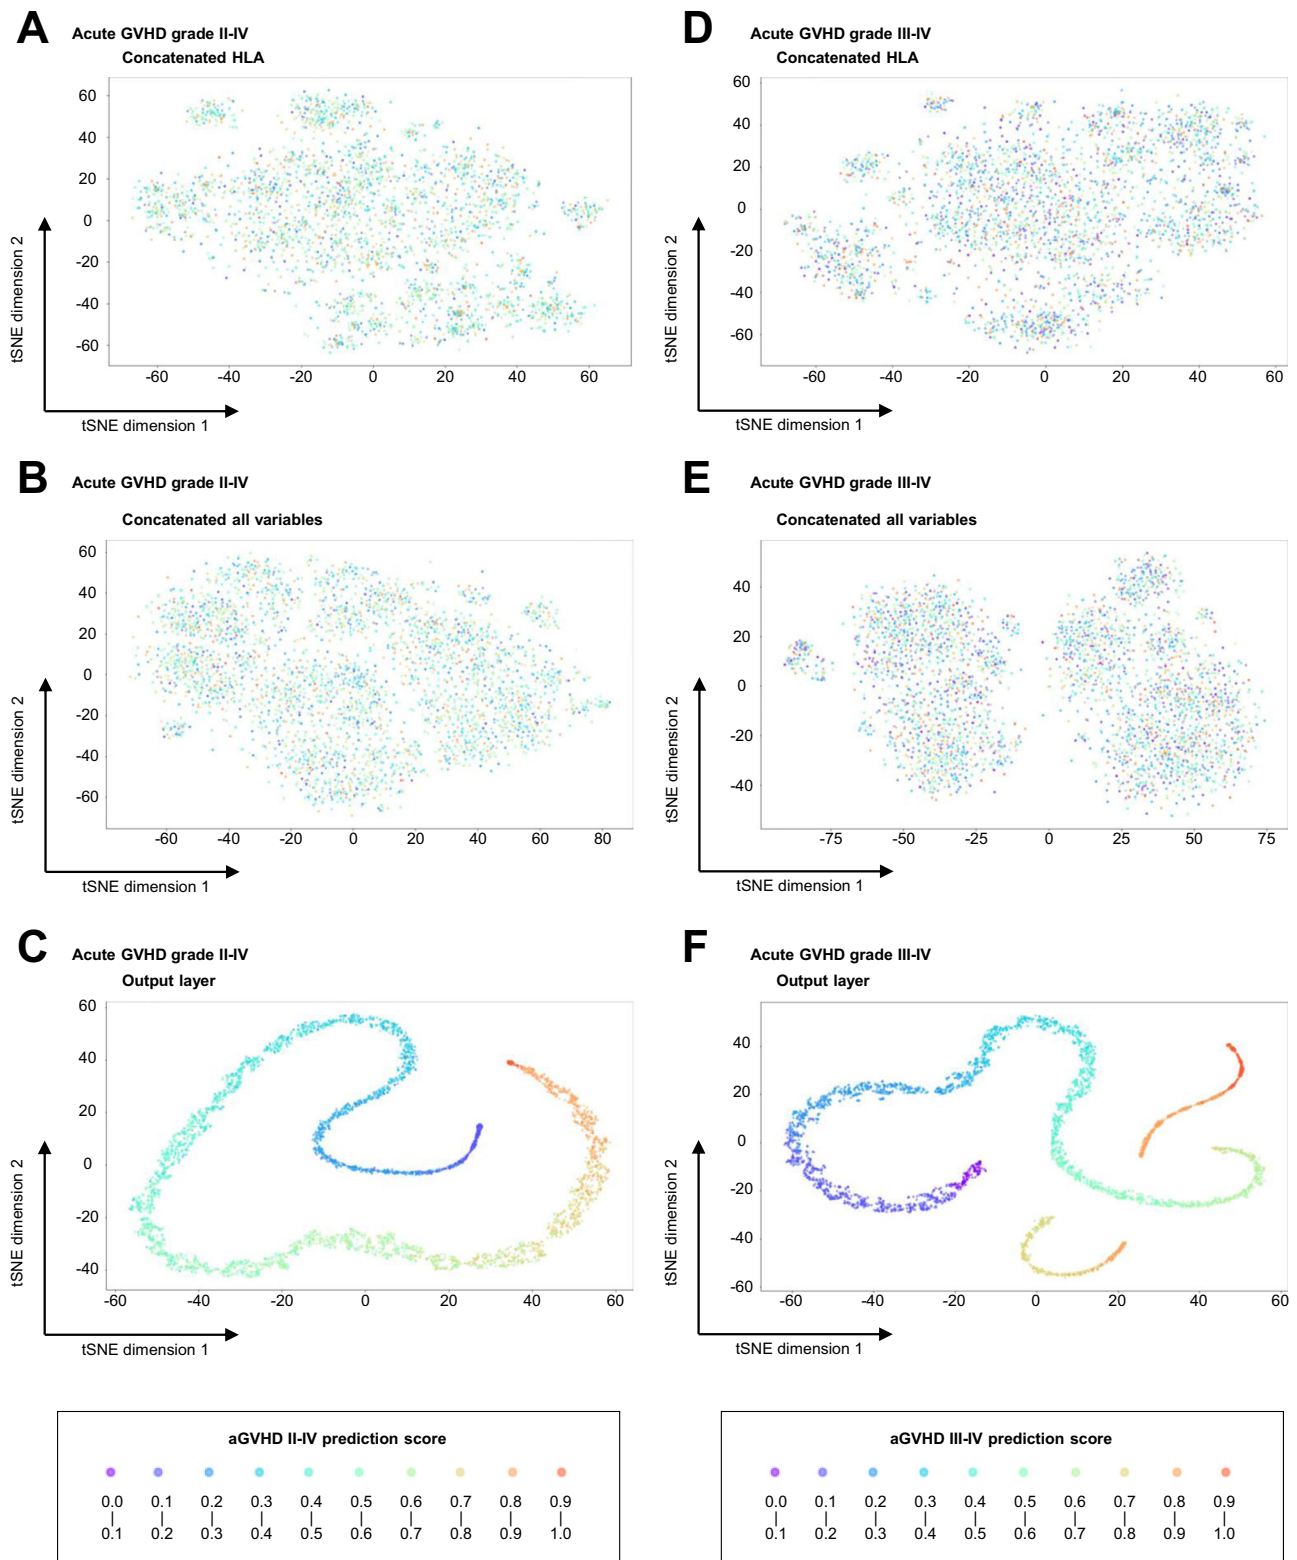 A Acute GVHD grade II-IV
Concatenated HLA
60
40
20
0
-20
-40
-60
-60 -40 -20 0 20 40 60
tSNE dimension 2
tSNE dimension 1
D Acute GVHD grade III-IV
Concatenated HLA
60
40
20
0
-20
-40
-60
-60 -40 -20 0 20 40 60
tSNE dimension 2
tSNE dimension 1
B Acute GVHD grade II-IV
Concatenated all variables
60
40
20
0
-20
-40
-60
-60 -40 -20 0 20 40 60 80
tSNE dimension 2
tSNE dimension 1
E Acute GVHD grade III-IV
Concatenated all variables
40
20
0
-20
-40
-75 -50 -25 0 25 50 75
tSNE dimension 2
tSNE dimension 1
C Acute GVHD grade II-IV
Output layer
60
40
20
0
-20
-40
-60 -40 -20 0 20 40 60
tSNE dimension 2
tSNE dimension 1
F Acute GVHD grade III-IV
Output layer
40
20
0
-20
-40
-60
-60 -40 -20 0 20 40 60
tSNE dimension 2
tSNE dimension 1
aGVHD II-IV prediction score
0.0 0.1 0.2 0.3 0.4 0.5 0.6 0.7 0.8 0.9
0.1 0.2 0.3 0.4 0.5 0.6 0.7 0.8 0.9 1.0
aGVHD III-IV prediction score
0.0 0.1 0.2 0.3 0.4 0.5 0.6 0.7 0.8 0.9
0.1 0.2 0.3 0.4 0.5 0.6 0.7 0.8 0.9 1.0